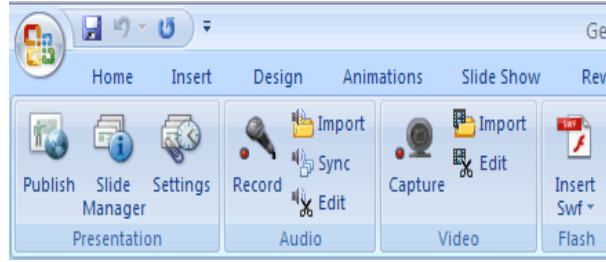 Ge
Home Insert Design Animations Slide Show Rev
Publish Slide Manager Settings Record Import Sync Edit Capture Import Edit SWF Insert Swf
Presentation Audio Video Flash